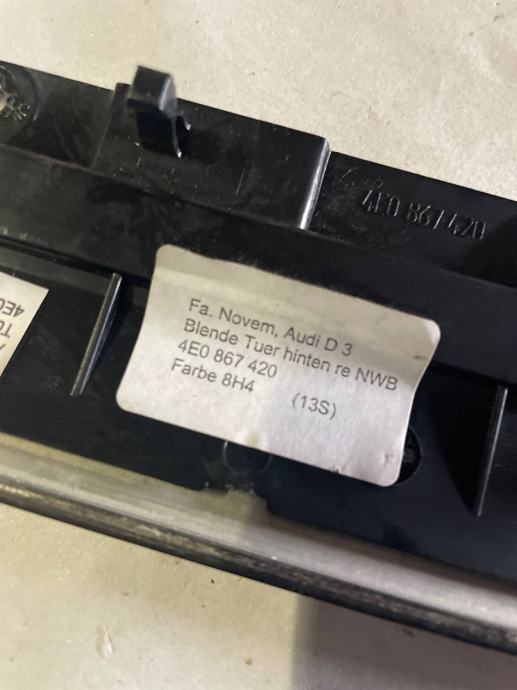 4E0 867 420
Fa. Novem, Audi D 3
Blende Tuer hinten re NWB
4E0 867 420
Farbe 8H4 (13S)